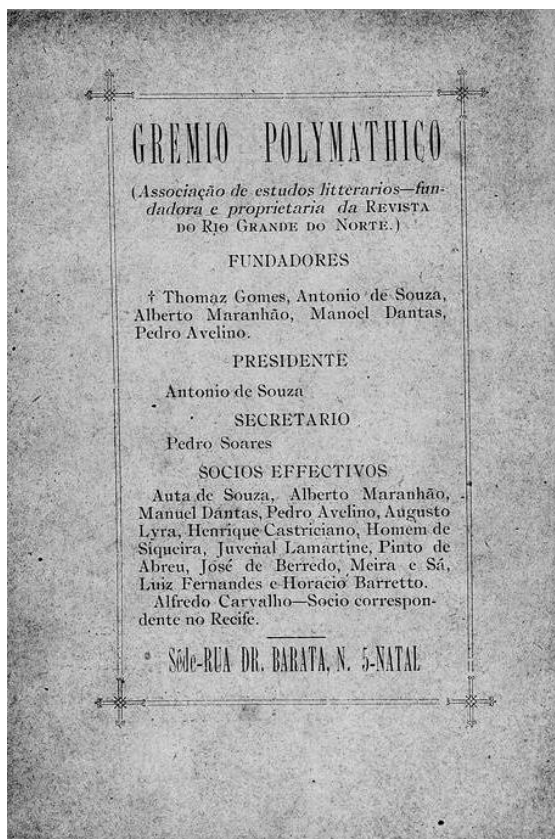 GREMIO POLYMATHICO
(Associação de estudos litterarios—fun-
dadora e proprietaria da REVISTA
DO RIO GRANDE DO NORTE.)
FUNDADORES
† Thomaz Gomes, Antonio de Souza,
Alberto Maranhão, Manoel Dantas,
Pedro Avelino.
PRESIDENTE
Antonio de Souza
SECRETARIO
Pedro Soares
SOCIOS EFFECTIVOS
Auta de Souza, Alberto Maranhão,
Manuel Dantas, Pedro Avelino, Augusto
Lyra, Henrique Castriciano, Homem de
Siqueira, Juvenal Lamartine, Pinto de
Abreu, José de Berredo, Meira e Sá,
Luiz Fernandes e Horacio Barretto.
Alfredo Carvalho—Socio correspon-
dente no Recife.
Séde-RUA DR. BARATA, N. 5-NATAL